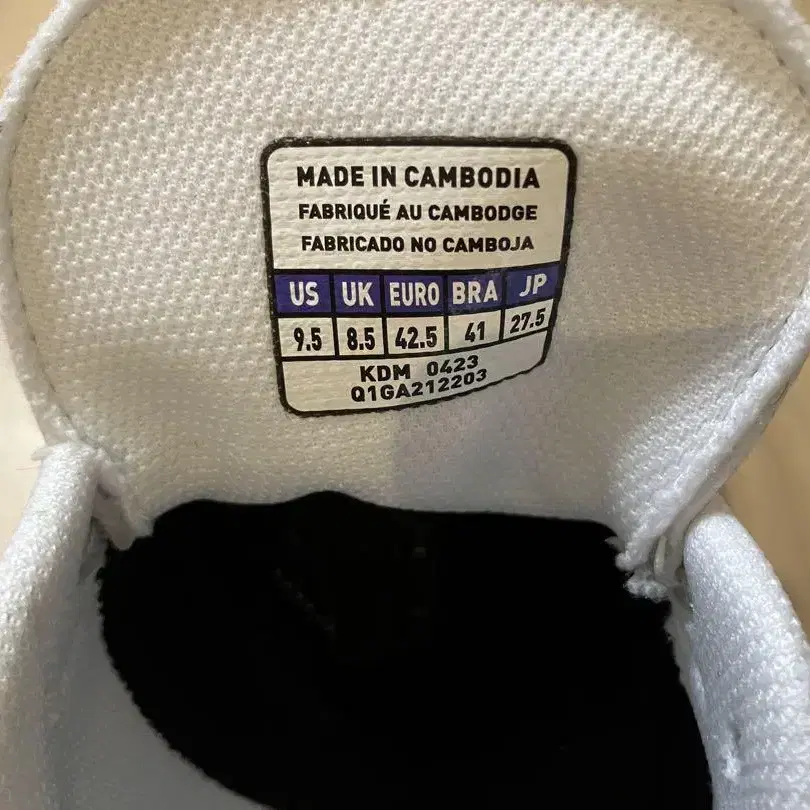 MADE IN CAMBODIA
FABRIQUÉ AU CAMBODGE
FABRICADO NO CAMBOJA
US UK EURO BRA JP
9.5 8.5 42.5 41 27.5
KDM 0423
Q1GA212203